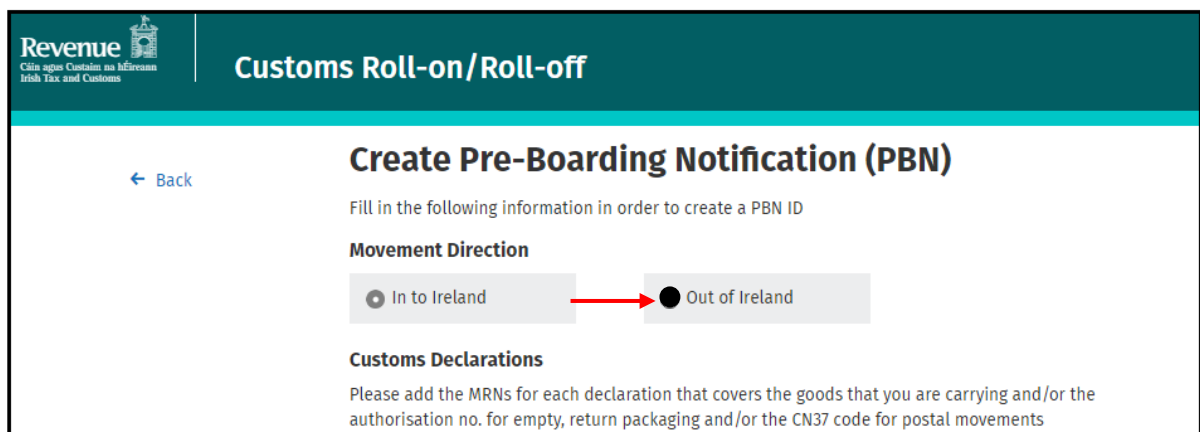 Revenue
Cáin agus Custaim na hÉireann
Irish Tax and Customs
Customs Roll-on/Roll-off
← Back
Create Pre-Boarding Notification (PBN)
Fill in the following information in order to create a PBN ID
Movement Direction
In to Ireland
Out of Ireland
Customs Declarations
Please add the MRNs for each declaration that covers the goods that you are carrying and/or the
authorisation no. for empty, return packaging and/or the CN37 code for postal movements